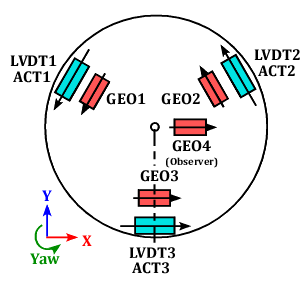 LVDT1
ACT1
GEO1
GEO2
LVDT2
ACT2
GEO4
(Observer)
GEO3
LVDT3
ACT3
Y
X
Yaw